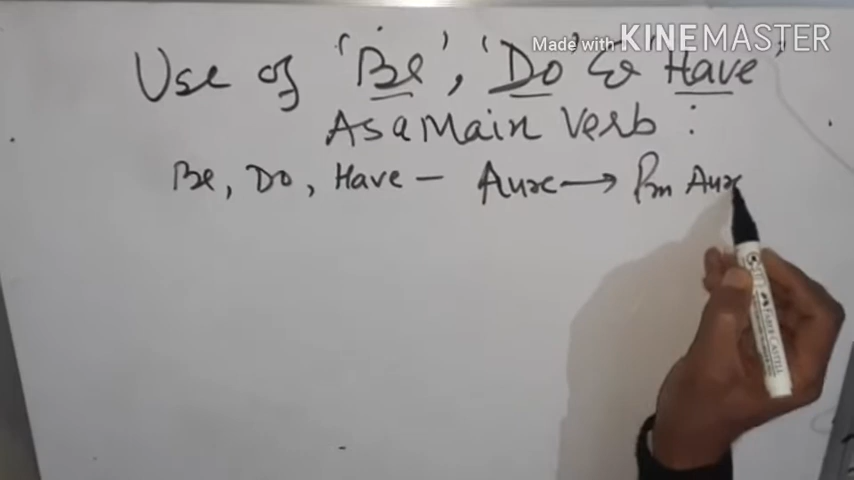 Made with KINEMASTER
Use of 'Be', 'Do' & 'Have'
As a Main Verb :
Be, Do, Have — Aux → Pm Aux